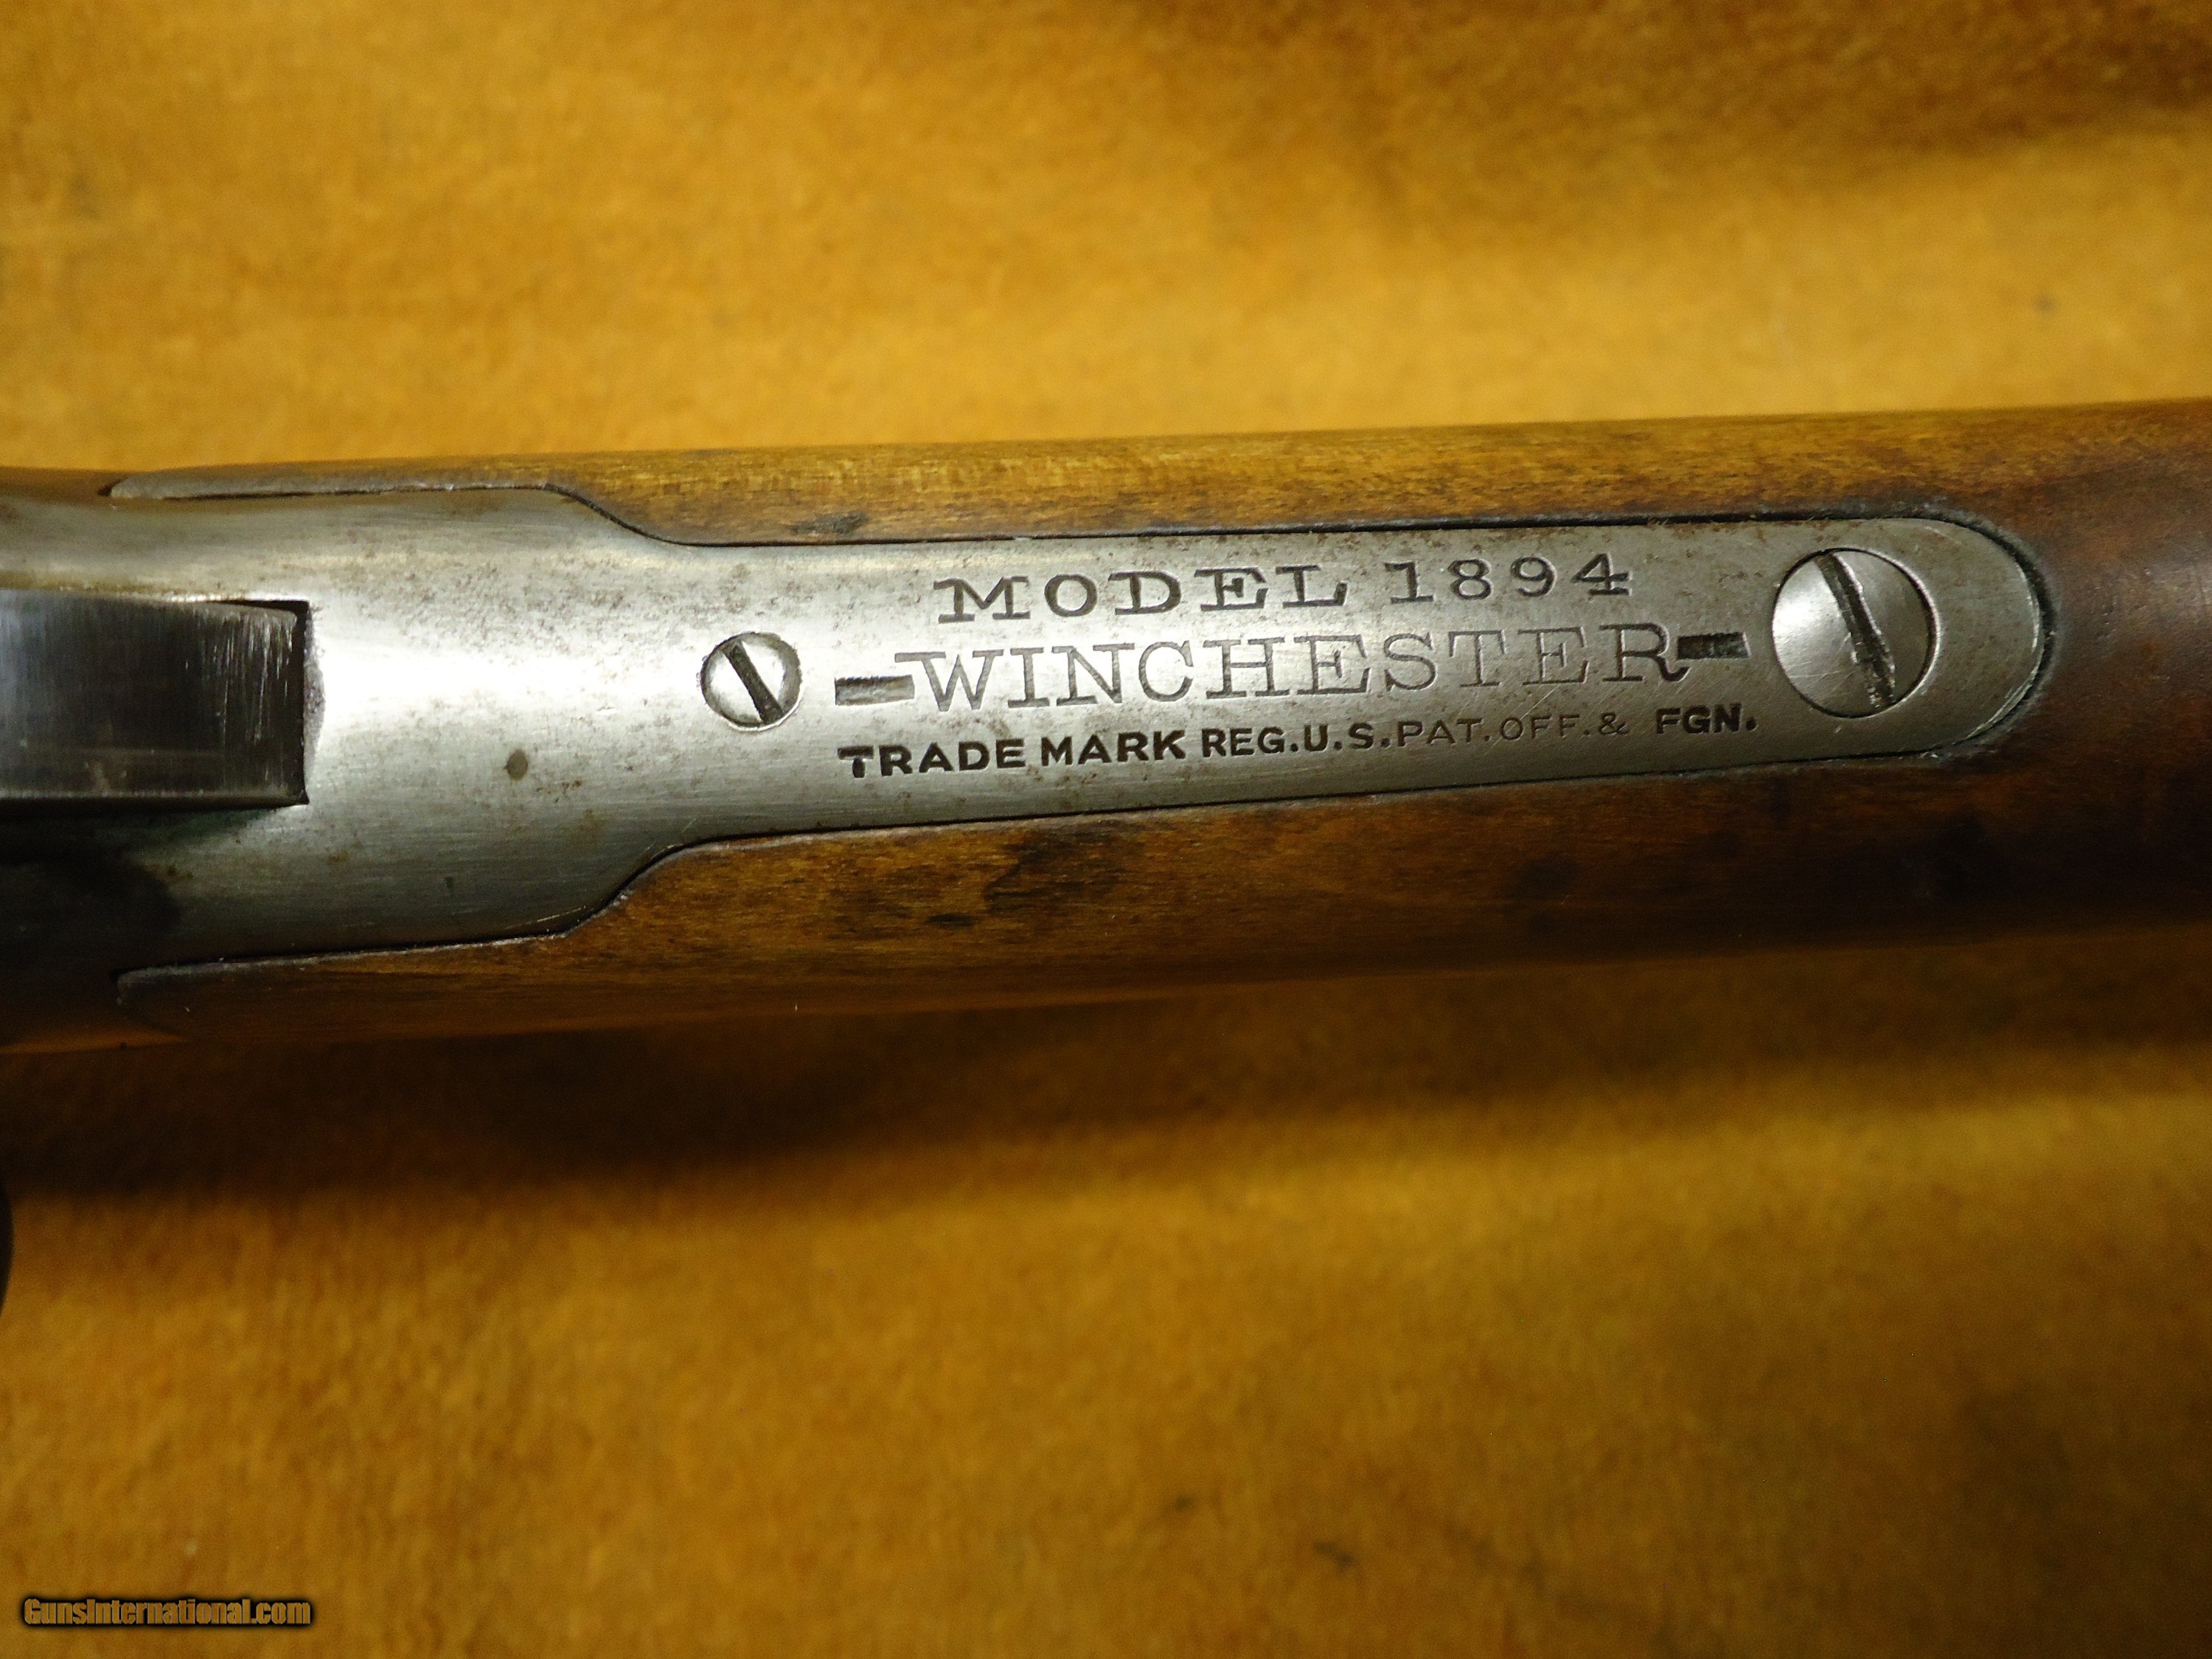 MODEL 1894
-WINCHESTER-
TRADE MARK REG.U.S.PAT.OFF.& FGN.
GunsInternational.com